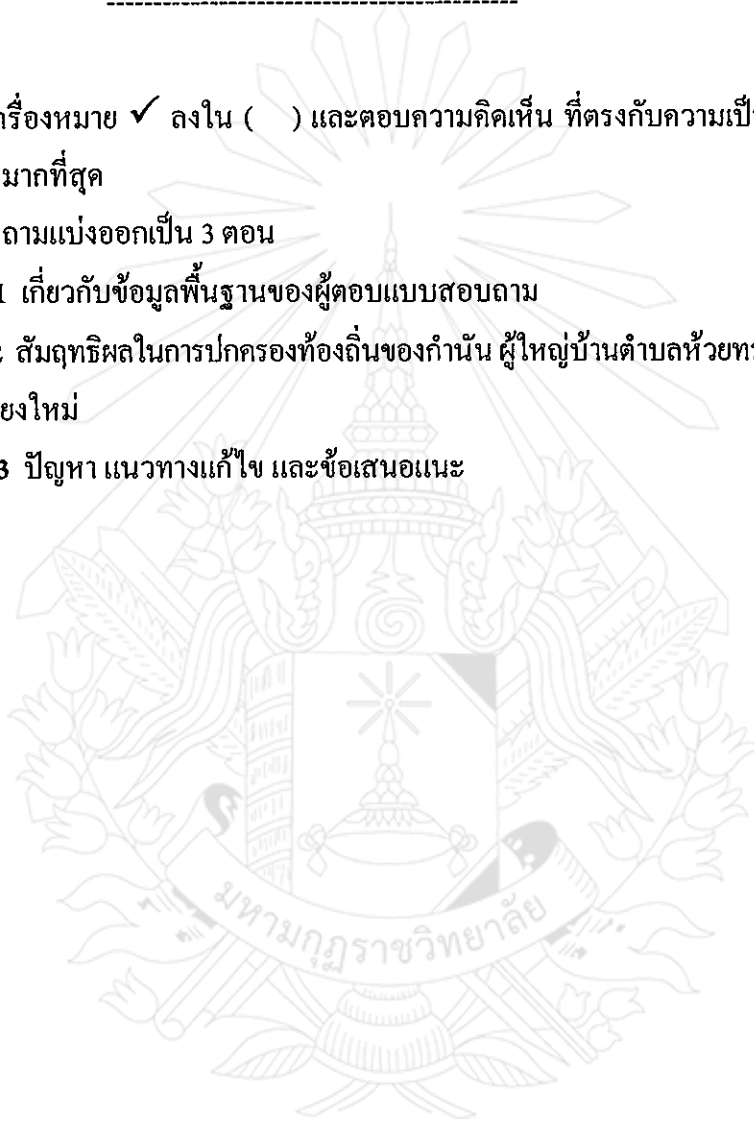 รื่องหมาย ✓ ลงใน (    ) และตอบความคิดเห็น ที่ตรงกับความเป็
มากที่สุด
ถามแบ่งออกเป็น 3 ตอน
1 เกี่ยวกับข้อมูลพื้นฐานของผู้ตอบแบบสอบถาม
สัมฤทธิผลในการปกครองท้องถิ่นของกำนัน ผู้ใหญ่บ้านตำบลห้วยท
ยงใหม่
3 ปัญหา แนวทางแก้ไข และข้อเสนอแนะ
มหามกุฏราชวิทยาลัย